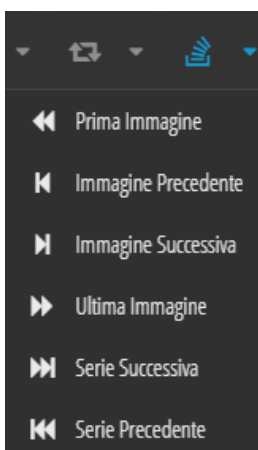 Prima Immagine
Immagine Precedente
Immagine Successiva
Ultima Immagine
Serie Successiva
Serie Precedente